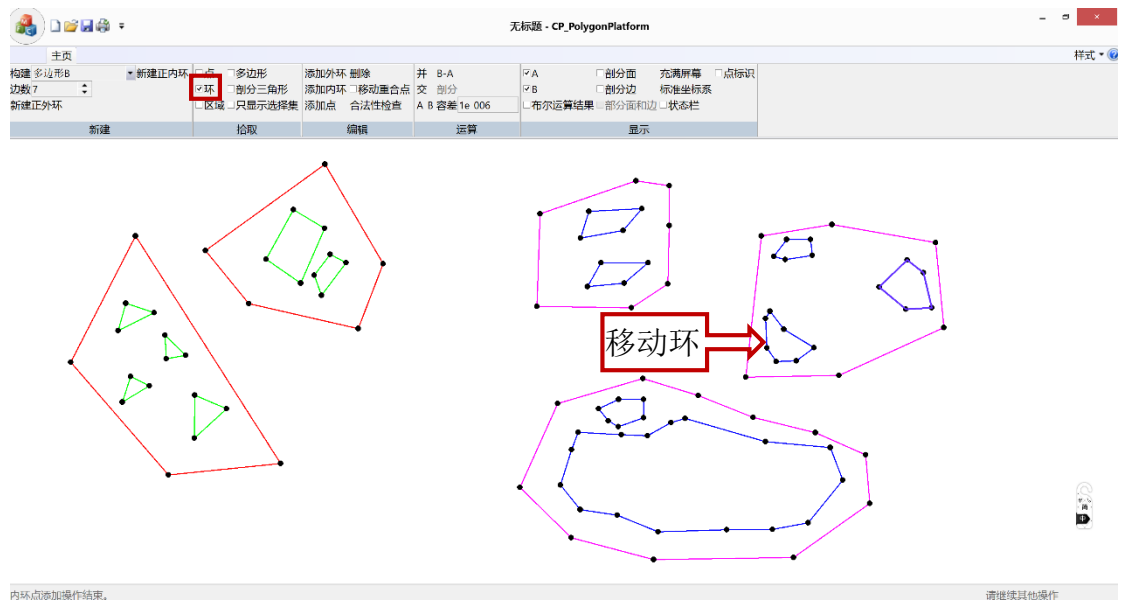 无标题 - CP_PolygonPlatform
主页
样式
构建 多边形B 新建正内环
边数 7
新建正外环
新建
点 多边形
环 剖分三角形
区域 只显示选择集
拾取
添加外环 删除
添加内环 移动重合点
添加点 合法性检查
编辑
并 B-A
交 剖分
A B 容差 1e 006
运算
A 剖分面 充满屏幕 点标识
B 剖分边 标准坐标系
布尔运算结果 部分面和边 状态栏
显示
移动环
内环点添加操作结束。
请继续其他操作